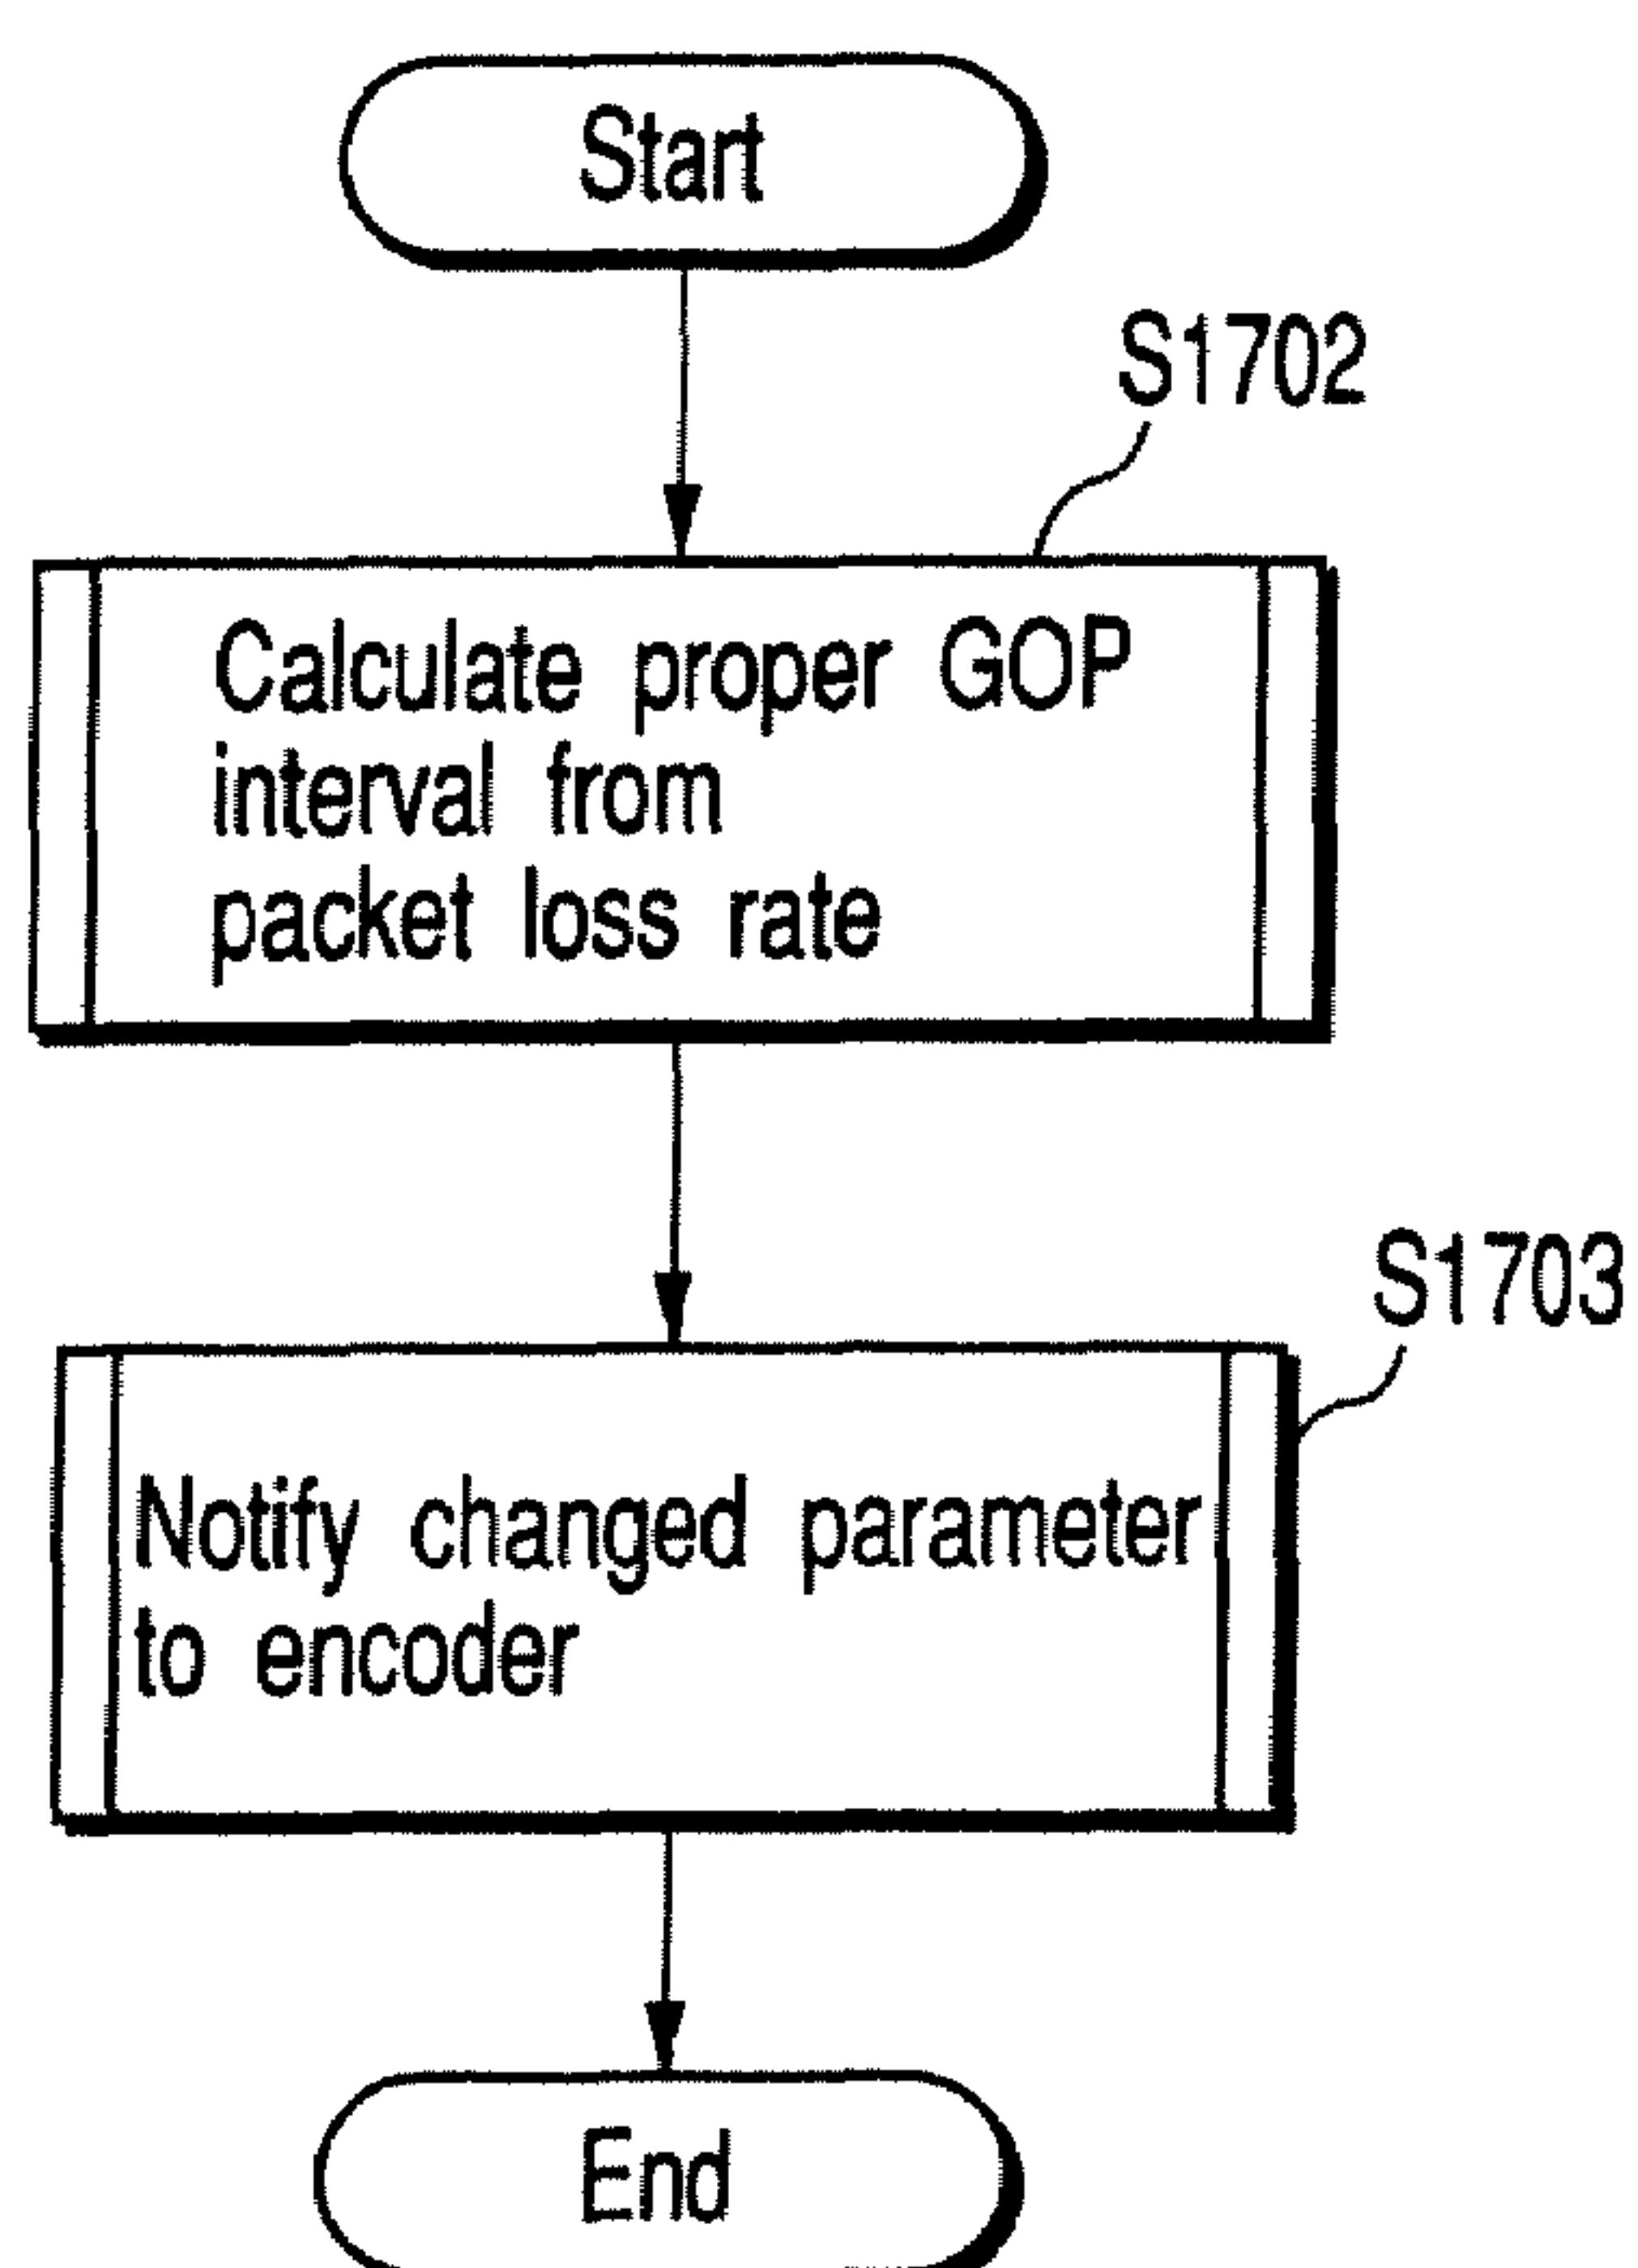 Start
S1702
Calculate proper GOP
interval from
packet loss rate
S1703
Notify changed parameter
to encoder
End